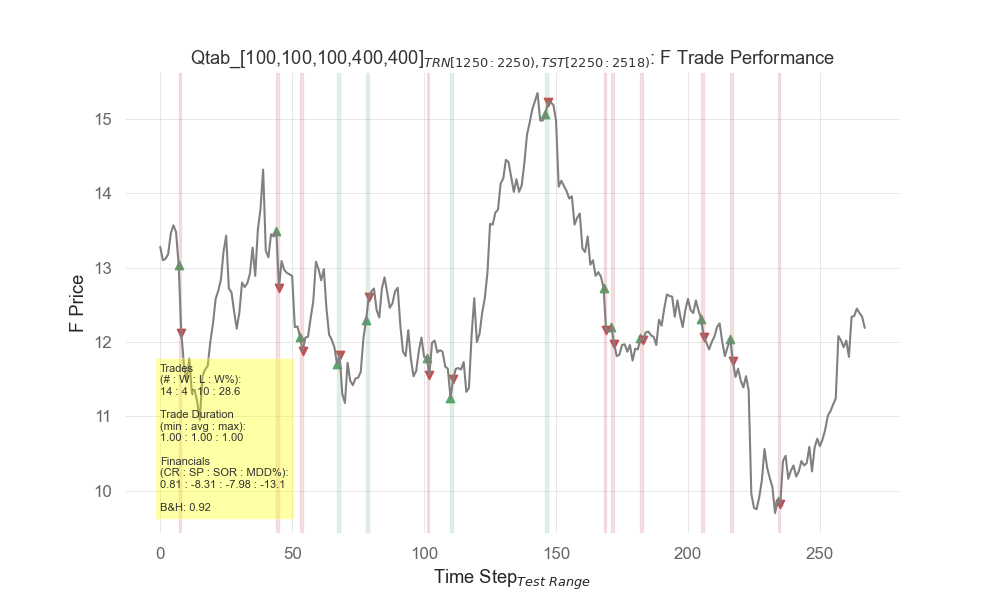 Qtab_[100,100,100,400,400]TRN[1250:2250),TST[2250:2518): F Trade Performance
15
14
13
12
11
10
F Price
Trades
(# : W : L : W%):
14 : 4 : 10 : 28.6
Trade Duration
(min : avg : max):
1.00 : 1.00 : 1.00
Financials
(CR : SP : SOR : MDD%):
0.81 : -8.31 : -7.98 : -13.1
B&H: 0.92
0 50 100 150 200 250
Time StepTest Range